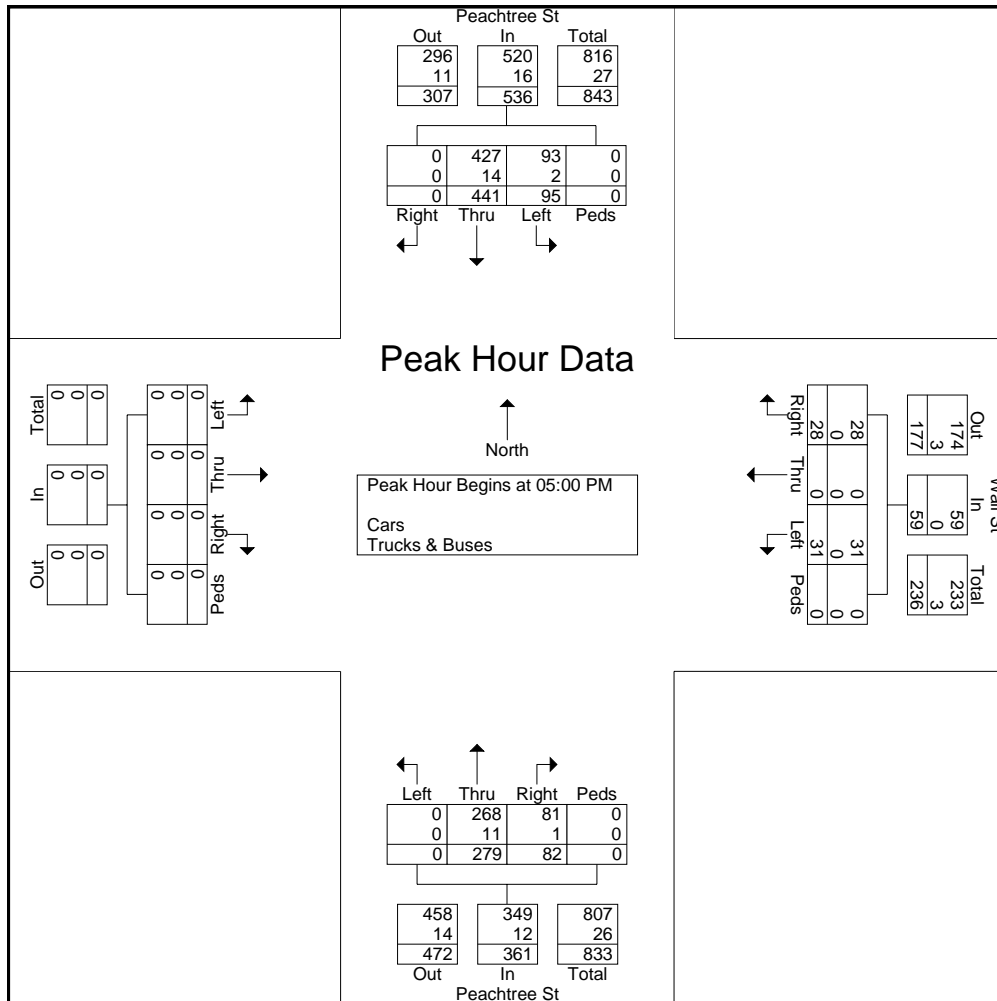 Peachtree St
Out In Total
296 520 816
11 16 27
307 536 843
0 427 93 0
0 14 2 0
0 441 95 0
Right Thru Left Peds
Peak Hour Data
North
Peak Hour Begins at 05:00 PM
Cars
Trucks & Buses
Total
0 0 0
In
0 0 0
Out
0 0 0
Left
0 0 0
Thru
0 0 0
Right
0 0 0
Peds
0 0 0
Right
28 0 28
Thru
0 0 0
Left
31 0 31
Peds
0 0 0
Out
174
3
177
In
59
0
59
Total
233
3
236
Left Thru Right Peds
0 268 81 0
0 11 1 0
0 279 82 0
458 349 807
14 12 26
472 361 833
Out In Total
Peachtree St